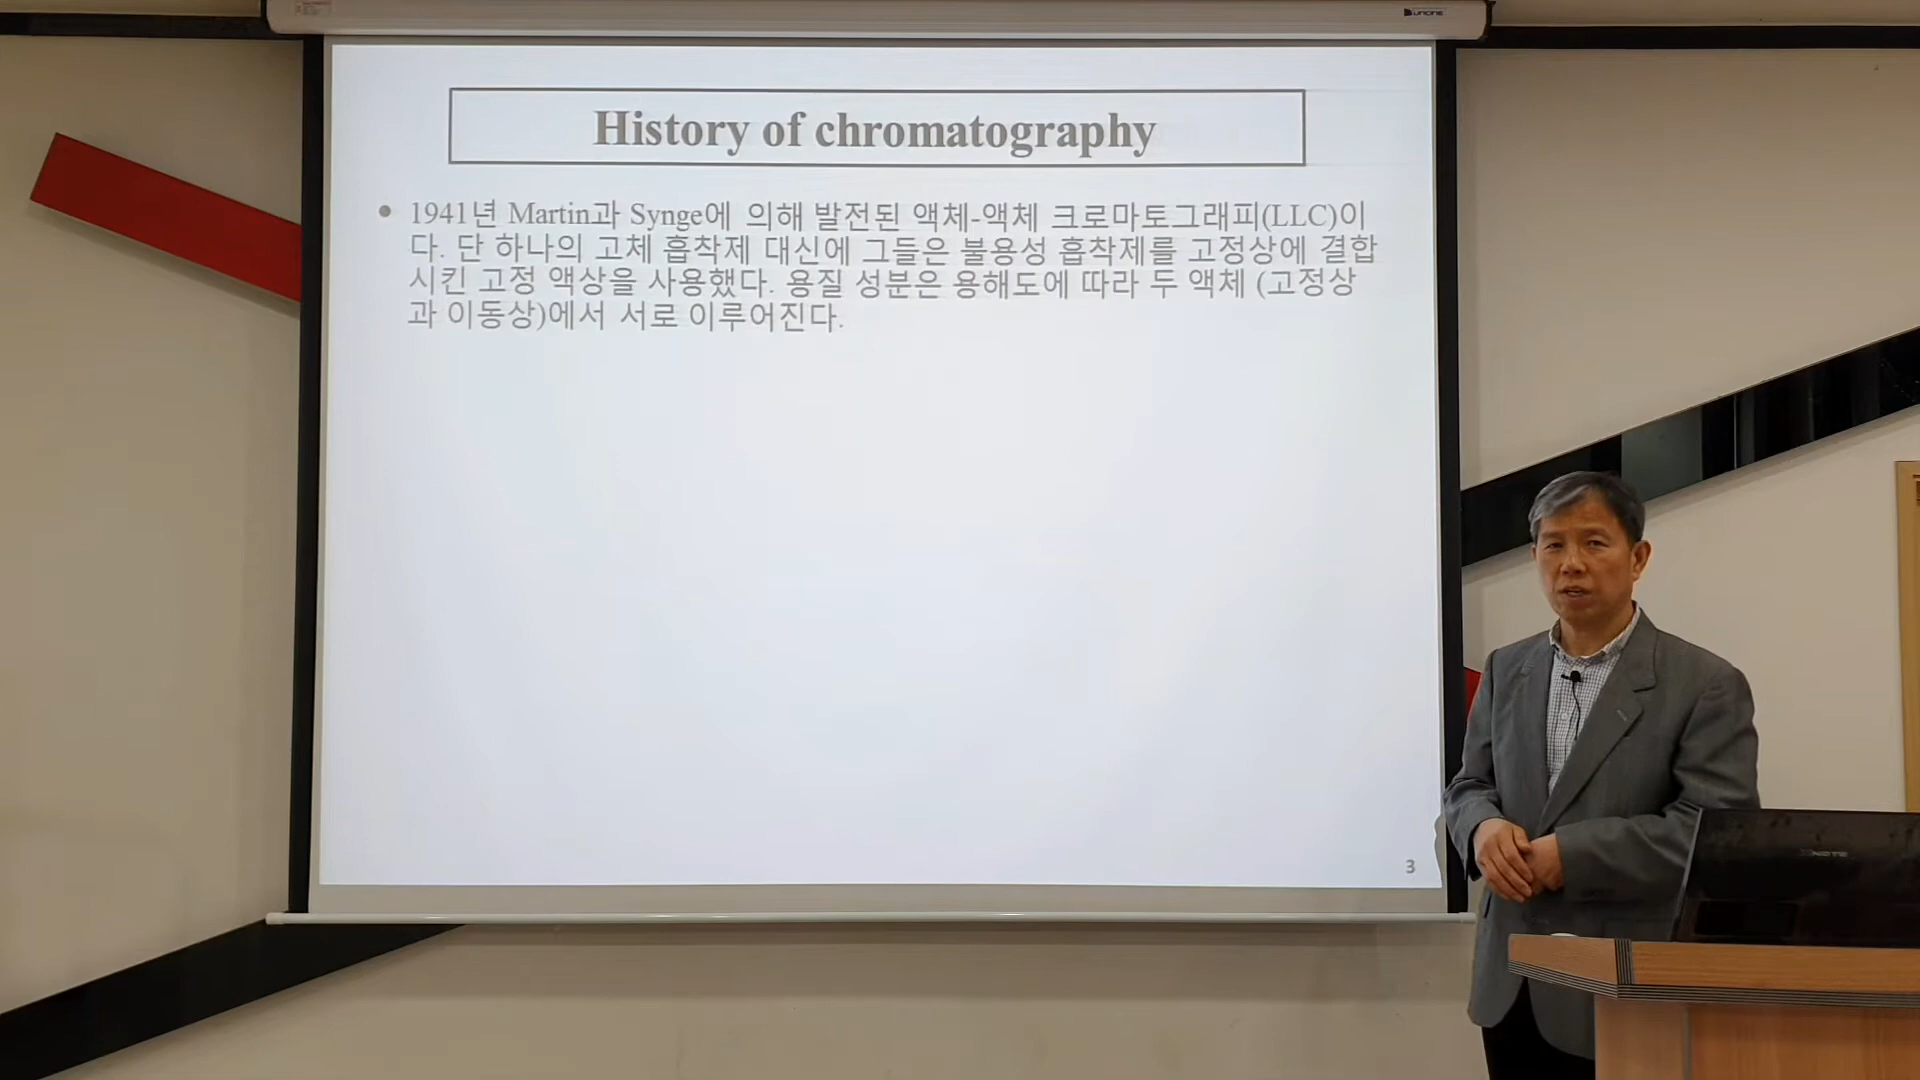 UNIONE
History of chromatography
• 1941년 Martin과 Synge에 의해 발전된 액체-액체 크로마토그래피(LLC)이
다. 단 하나의 고체 흡착제 대신에 그들은 불용성 흡착제를 고정상에 결합
시킨 고정 액상을 사용했다. 용질 성분은 용해도에 따라 두 액체 (고정상
과 이동상)에서 서로 이루어진다.
3
XNOTE